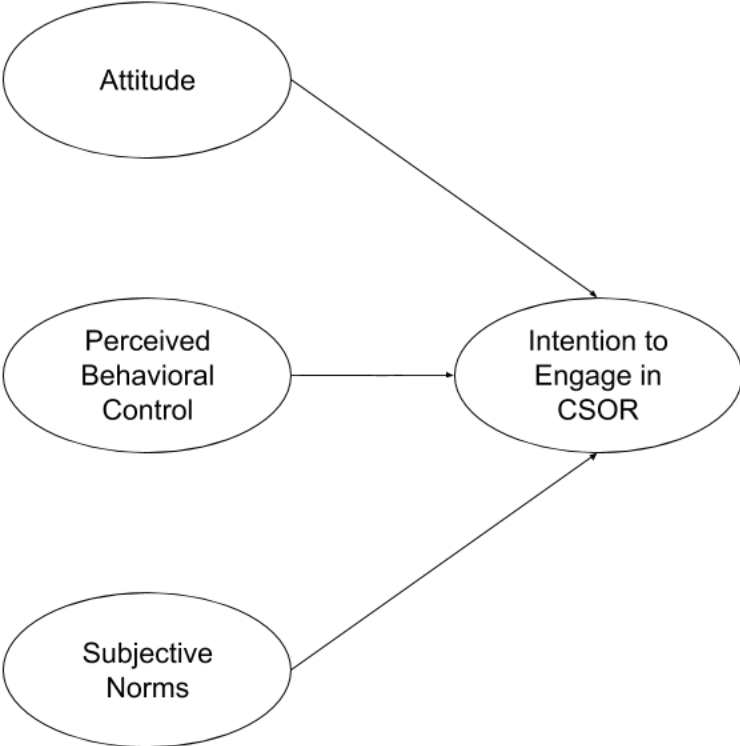 Attitude
Perceived
Behavioral
Control
Intention to
Engage in
CSOR
Subjective
Norms